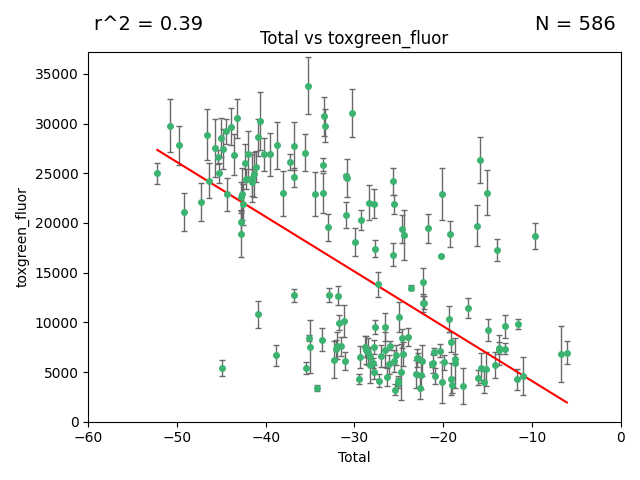 r^2 = 0.39 N = 586
Total vs toxgreen_fluor
35000
30000
25000
20000
15000
10000
5000
0
toxgreen_fluor
−60 −50 −40 −30 −20 −10 0
Total